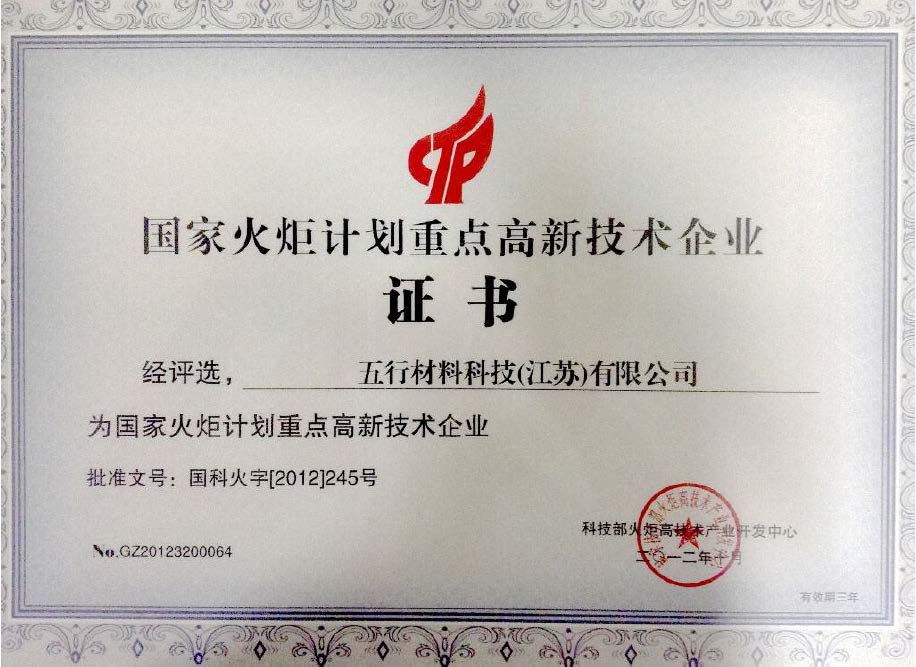 CTP
国家火炬计划重点高新技术企业
证书
经评选，五行材料科技(江苏)有限公司
为国家火炬计划重点高新技术企业
批准文号：国科火字[2012]245号
科技部火炬高技术产业开发中心
No.GZ20123200064
二〇一二年十月
有效期三年